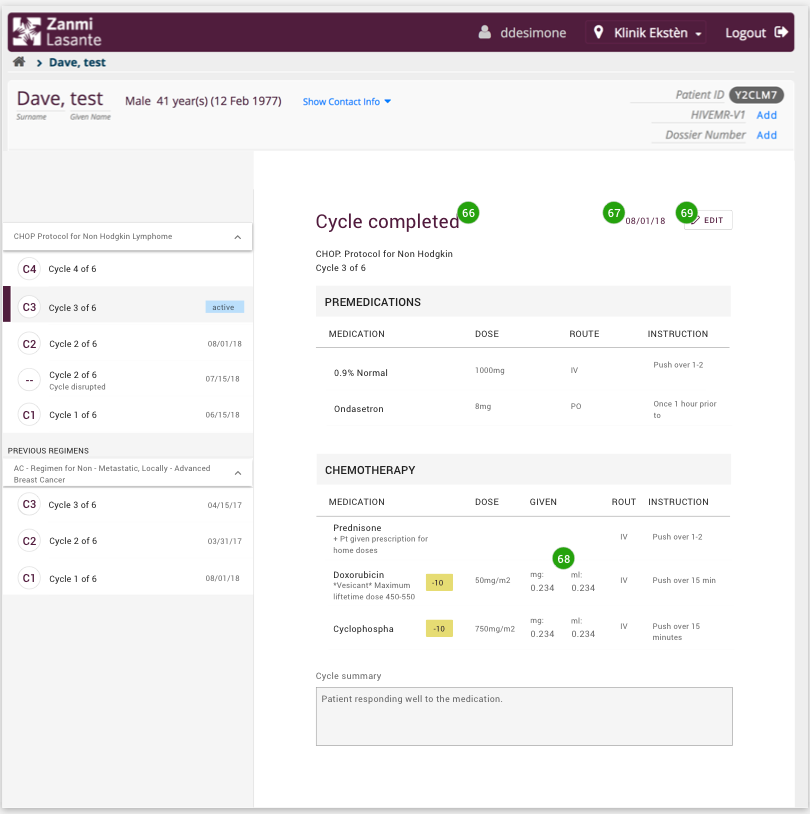 Zanmi
Lasante
ddesimone
Klinik Ekstèn
Logout
Dave, test
Dave, test
Surname
Given Name
Male 41 year(s) (12 Feb 1977)
Show Contact Info
Patient ID Y2CLM7
HIVEMR-V1 Add
Dossier Number Add
CHOP Protocol for Non Hodgkin Lymphome
C4 Cycle 4 of 6
C3 Cycle 3 of 6 active
C2 Cycle 2 of 6 08/01/18
-- Cycle 2 of 6 07/15/18
Cycle disrupted
C1 Cycle 1 of 6 06/15/18
PREVIOUS REGIMENS
AC - Regimen for Non - Metastatic, Locally - Advanced
Breast Cancer
C3 Cycle 3 of 6 04/15/17
C2 Cycle 2 of 6 03/31/17
C1 Cycle 1 of 6 08/01/18
Cycle completed 66
67 08/01/18
69 EDIT
CHOP. Protocol for Non Hodgkin
Cycle 3 of 6
PREMEDICATIONS
MEDICATION DOSE ROUTE INSTRUCTION
0.9% Normal 1000mg IV Push over 1-2
Ondasetron 8mg PO Once 1 hour prior
to
CHEMOTHERAPY
MEDICATION DOSE GIVEN ROUT INSTRUCTION
Prednisone IV Push over 1-2
+ Pt given prescription for
home doses
68
Doxorubicin -10 50mg/m2 mg: 0.234 ml: 0.234 IV Push over 15 min
*Vesicant* Maximum
liftetime dose 450-550
Cyclophospha -10 750mg/m2 mg: 0.234 ml: 0.234 IV Push over 15
minutes
Cycle summary
Patient responding well to the medication.